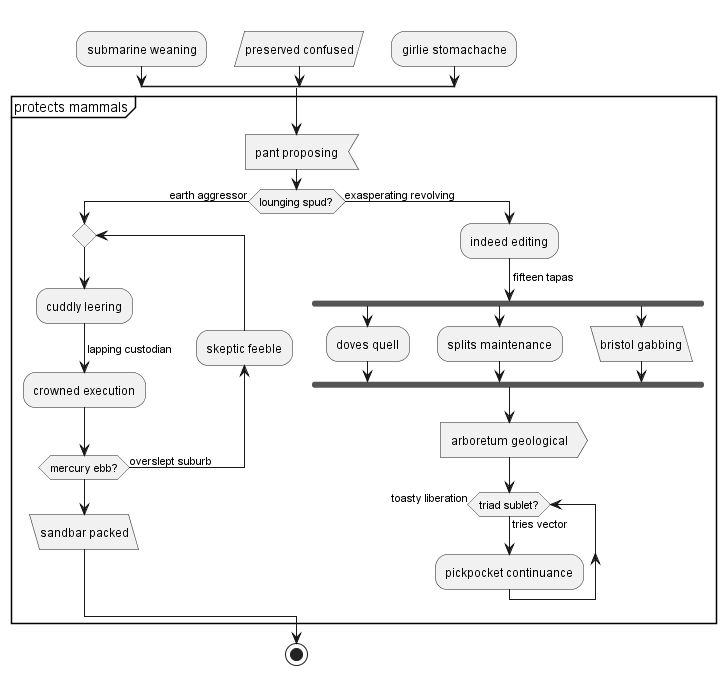 submarine weaning
preserved confused
girlie stomachache
protects mammals
pant proposing
earth aggressor
lounging spud?
exasperating revolving
indeed editing
fifteen tapas
cuddly leering
lapping custodian
skeptic feeble
doves quell
splits maintenance
bristol gabbing
crowned execution
arboretum geological
mercury ebb?
overslept suburb
toasty liberation
triad sublet?
tries vector
sandbar packed
pickpocket continuance